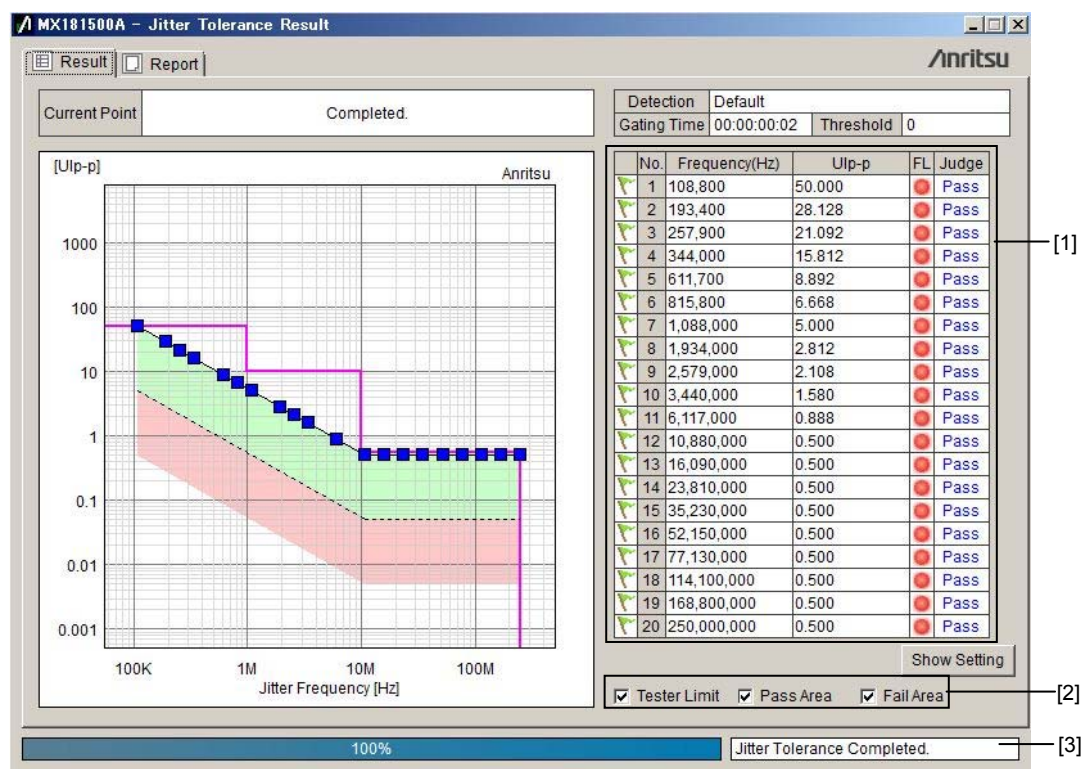 MX181500A - Jitter Tolerance Result
Result Report
Anritsu
Current Point Completed.
Detection Default
Gating Time 00:00:00:02 Threshold 0
[UIp-p]
Anritsu
1000
100
10
1
0.1
0.01
0.001
100K 1M 10M 100M
Jitter Frequency [Hz]
No. Frequency(Hz) UIp-p FL Judge
1 108,800 50.000 Pass
2 193,400 28.128 Pass
3 257,900 21.092 Pass
4 344,000 15.812 Pass
5 611,700 8.892 Pass
6 815,800 6.668 Pass
7 1,088,000 5.000 Pass
8 1,934,000 2.812 Pass
9 2,579,000 2.108 Pass
10 3,440,000 1.580 Pass
11 6,117,000 0.888 Pass
12 10,880,000 0.500 Pass
13 16,090,000 0.500 Pass
14 23,810,000 0.500 Pass
15 35,230,000 0.500 Pass
16 52,150,000 0.500 Pass
17 77,130,000 0.500 Pass
18 114,100,000 0.500 Pass
19 168,800,000 0.500 Pass
20 250,000,000 0.500 Pass
[1]
Show Setting
Tester Limit Pass Area Fail Area
[2]
100%
Jitter Tolerance Completed.
[3]